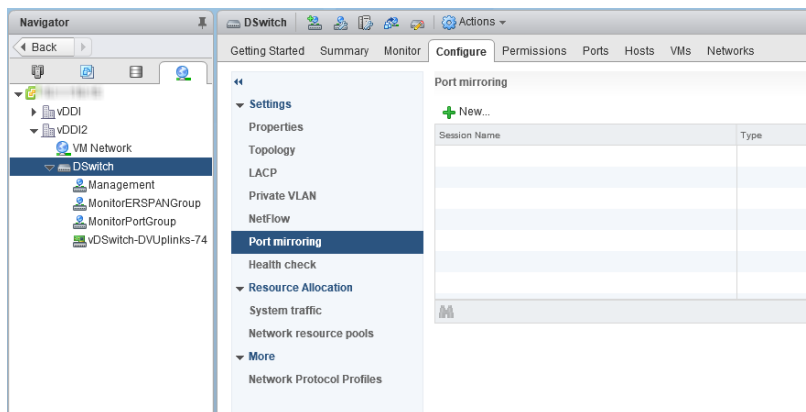 Navigator
Back
vDDI
vDDI2
VM Network
DSwitch
Management
MonitorERSPANGroup
MonitorPortGroup
vDSwitch-DVUplinks-74
DSwitch Actions
Getting Started Summary Monitor Configure Permissions Ports Hosts VMs Networks
Settings
Properties
Topology
LACP
Private VLAN
NetFlow
Port mirroring
Health check
Resource Allocation
System traffic
Network resource pools
More
Network Protocol Profiles
Port mirroring
New...
Session Name Type